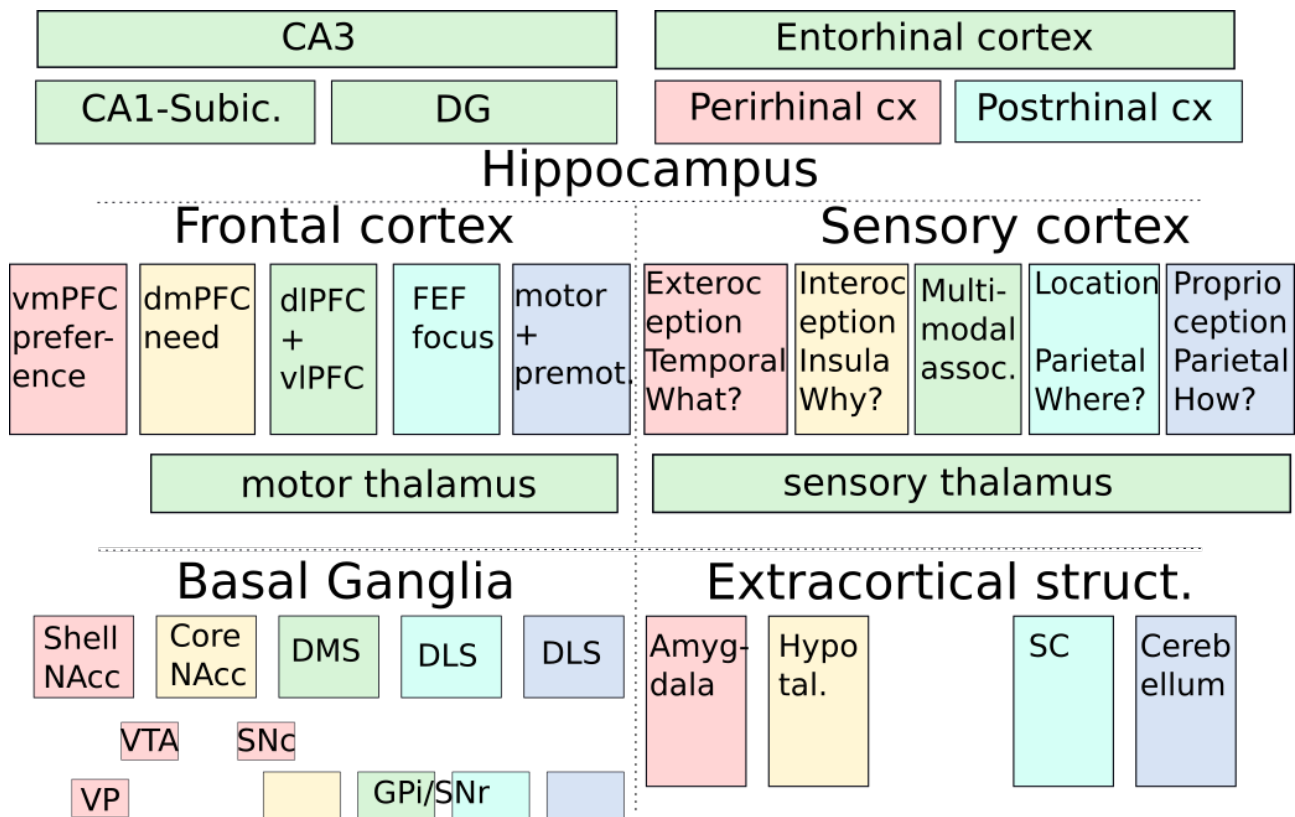 CA3
Entorhinal cortex
CA1-Subic.
DG
Perirhinal cx
Postrhinal cx
Hippocampus
Frontal cortex
Sensory cortex
vmPFC
prefer-
ence
dmPFC
need
dlPFC
+
vlPFC
FEF
focus
motor
+
premot.
Exteroc
eption
Temporal
What?
Interoc
eption
Insula
Why?
Multi-
modal
assoc.
Location
Parietal
Where?
Proprio
ception
Parietal
How?
motor thalamus
sensory thalamus
Basal Ganglia
Extracortical struct.
Shell
NAcc
Core
NAcc
DMS
DLS
DLS
Amyg-
dala
Hypo
tal.
SC
Cereb
ellum
VTA
SNc
VP
GPi/SNr